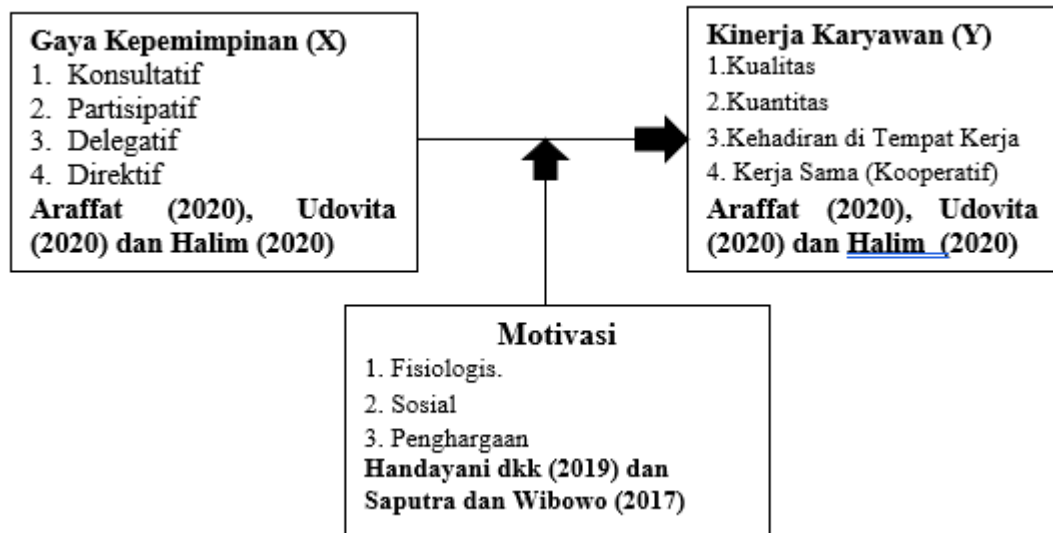 Gaya Kepemimpinan (X)
1. Konsultatif
2. Partisipatif
3. Delegatif
4. Direktif
Araffat (2020), Udovita
(2020) dan Halim (2020)
Kinerja Karyawan (Y)
1.Kualitas
2.Kuantitas
3.Kehadiran di Tempat Kerja
4. Kerja Sama (Kooperatif)
Araffat (2020), Udovita
(2020) dan Halim (2020)
Motivasi
1. Fisiologis.
2. Sosial
3. Penghargaan
Handayani dkk (2019) dan
Saputra dan Wibowo (2017)